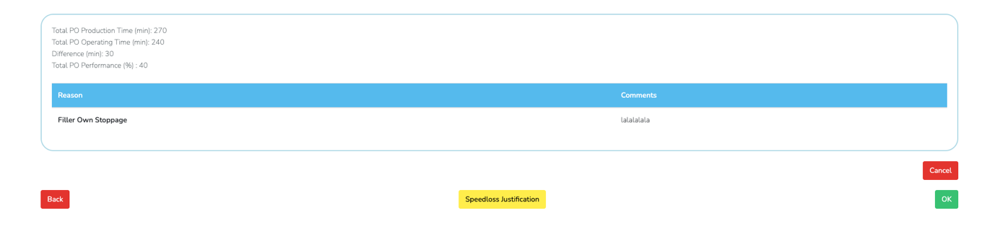 Total PO Production Time (min): 270
Total PO Operating Time (min): 240
Difference (min): 30
Total PO Performance (%) : 40
Reason Comments
Filler Own Stoppage lalalalala
Cancel
Back Speedloss Justification OK